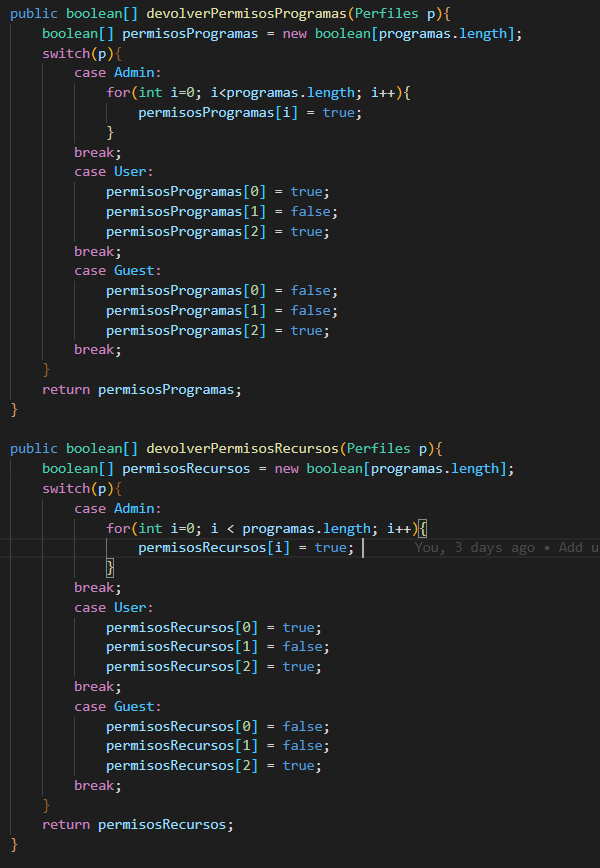 public boolean[] devolverPermisosProgramas(Perfiles p){
boolean[] permisosProgramas = new boolean[programas.length];
switch(p){
case Admin:
for(int i=0; i<programas.length; i++){
permisosProgramas[i] = true;
}
break;
case User:
permisosProgramas[0] = true;
permisosProgramas[1] = false;
permisosProgramas[2] = true;
break;
case Guest:
permisosProgramas[0] = false;
permisosProgramas[1] = false;
permisosProgramas[2] = true;
break;
}
return permisosProgramas;
}
public boolean[] devolverPermisosRecursos(Perfiles p){
boolean[] permisosRecursos = new boolean[programas.length];
switch(p){
case Admin:
for(int i=0; i < programas.length; i++){
permisosRecursos[i] = true; You, 3 days ago • Add u
}
break;
case User:
permisosRecursos[0] = true;
permisosRecursos[1] = false;
permisosRecursos[2] = true;
break;
case Guest:
permisosRecursos[0] = false;
permisosRecursos[1] = false;
permisosRecursos[2] = true;
break;
}
return permisosRecursos;
}